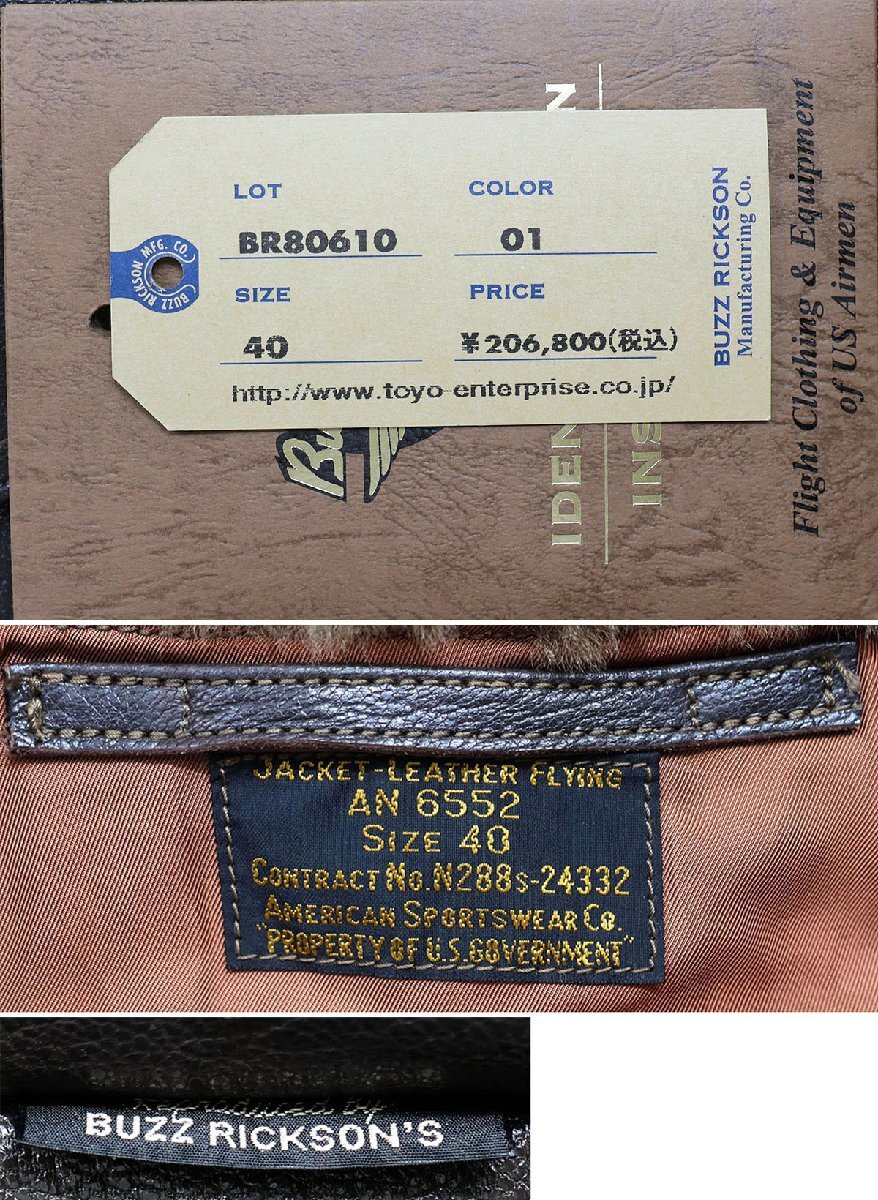 LOT
BR80610
COLOR
01
SIZE
40
PRICE
¥206,800(税込)
http://www.toyo-enterprise.co.jp/
BUZZ RICKSON MFG. CO.
BUZZ RICKSON
Manufacturing Co.
Flight Clothing & Equipment
of US Airmen
JACKET-LEATHER FLYING
AN 6552
SIZE 40
CONTRACT NO.N288s-24332
AMERICAN SPORTSWEAR CO.
"PROPERTY OF U.S.GOVERNMENT"
BUZZ RICKSON'S